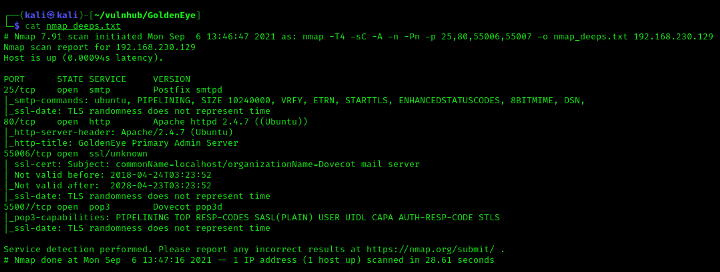 ┌──(kali㉿kali)-[~/vulnhub/GoldenEye]
└─$ cat nmap_deeps.txt
# Nmap 7.91 scan initiated Mon Sep  6 13:46:47 2021 as: nmap -T4 -sC -A -n -Pn -p 25,80,55006,55007 -o nmap_deeps.txt 192.168.230.129
Nmap scan report for 192.168.230.129
Host is up (0.00094s latency).

PORT      STATE SERVICE     VERSION
25/tcp    open  smtp        Postfix smtpd
|_smtp-commands: ubuntu, PIPELINING, SIZE 10240000, VRFY, ETRN, STARTTLS, ENHANCEDSTATUSCODES, 8BITMIME, DSN,
|_ssl-date: TLS randomness does not represent time
80/tcp    open  http        Apache httpd 2.4.7 ((Ubuntu))
|_http-server-header: Apache/2.4.7 (Ubuntu)
|_http-title: GoldenEye Primary Admin Server
55006/tcp open  ssl/unknown
| ssl-cert: Subject: commonName=localhost/organizationName=Dovecot mail server
| Not valid before: 2018-04-24T03:23:52
|_Not valid after:  2028-04-23T03:23:52
|_ssl-date: TLS randomness does not represent time
55007/tcp open  pop3        Dovecot pop3d
|_pop3-capabilities: PIPELINING TOP RESP-CODES SASL(PLAIN) USER UIDL CAPA AUTH-RESP-CODE STLS
|_ssl-date: TLS randomness does not represent time

Service detection performed. Please report any incorrect results at https://nmap.org/submit/ .
# Nmap done at Mon Sep  6 13:47:16 2021 -- 1 IP address (1 host up) scanned in 28.61 seconds